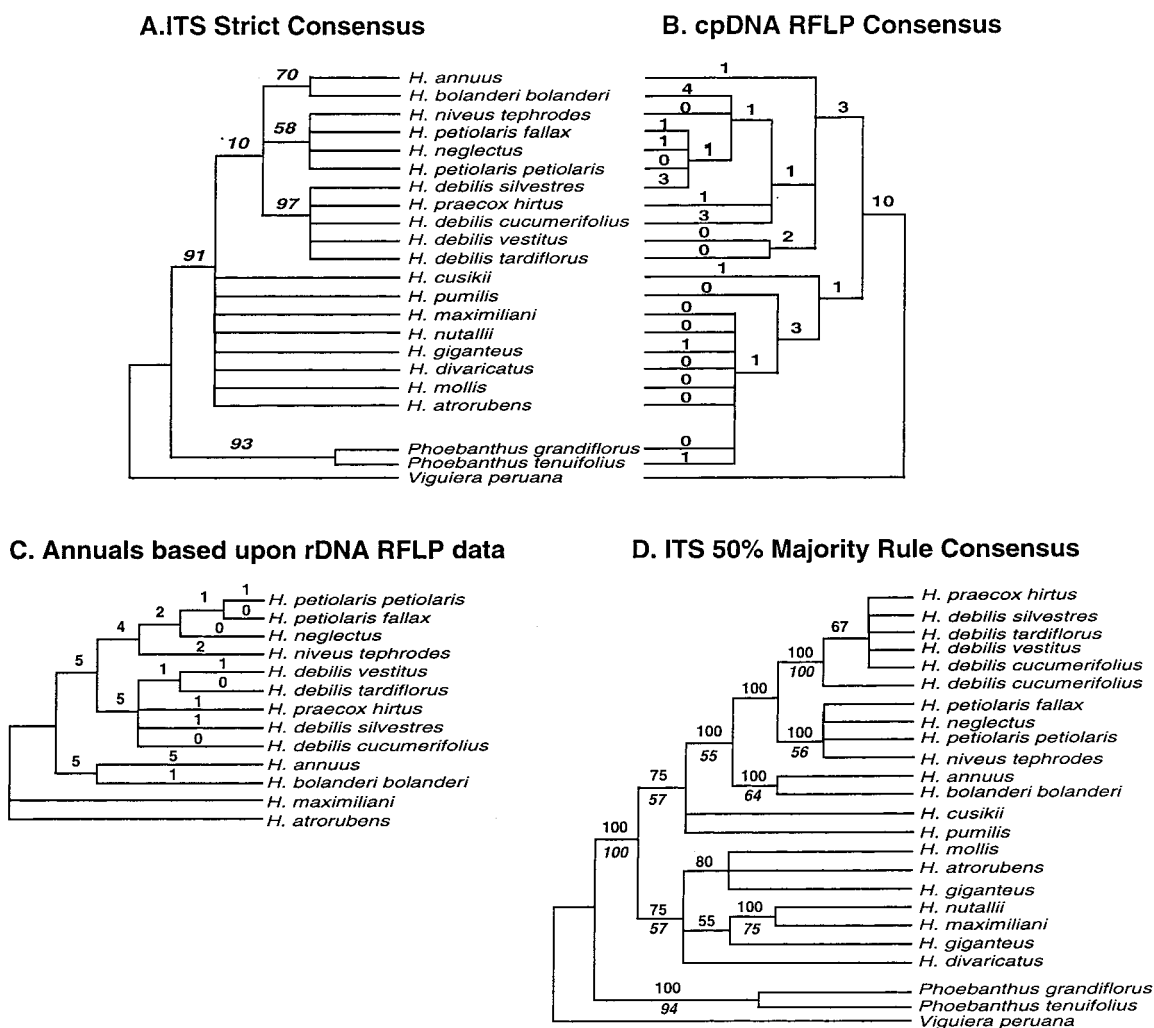 A.ITS Strict Consensus
B. cpDNA RFLP Consensus
70
H. annuus
1
H. bolanderi bolanderi
4
H. niveus tephrodes
0
1
3
58
H. petiolaris fallax
1
10
H. neglectus
1
1
H. petiolaris petiolaris
0
H. debilis silvestres
3
1
97
H. praecox hirtus
1
10
H. debilis cucumerifolius
3
H. debilis vestitus
0
2
H. debilis tardiflorus
0
91
H. cusikii
1
H. pumilis
0
1
H. maximiliani
0
H. nutallii
0
3
H. giganteus
1
H. divaricatus
0
1
H. mollis
0
H. atrorubens
0
93
Phoebanthus grandiflorus
0
Phoebanthus tenuifolius
1
Viguiera peruana
C. Annuals based upon rDNA RFLP data
1
H. petiolaris petiolaris
1
H. petiolaris fallax
0
2
H. neglectus
0
4
H. niveus tephrodes
2
5
H. debilis vestitus
1
1
H. debilis tardiflorus
0
H. praecox hirtus
1
5
H. debilis silvestres
1
H. debilis cucumerifolius
0
H. annuus
5
5
H. bolanderi bolanderi
1
H. maximiliani
H. atrorubens
D. ITS 50% Majority Rule Consensus
H. praecox hirtus
H. debilis silvestres
67
H. debilis tardiflorus
H. debilis vestitus
100
H. debilis cucumerifolius
100
H. debilis cucumerifolius
100
H. petiolaris fallax
H. neglectus
100
H. petiolaris petiolaris
56
H. niveus tephrodes
100
55
H. annuus
100
64
H. bolanderi bolanderi
75
57
H. cusikii
H. pumilis
100
100
H. mollis
80
H. atrorubens
H. giganteus
75
57
H. nutallii
100
75
55
H. maximiliani
H. giganteus
H. divaricatus
100
94
Phoebanthus grandiflorus
Phoebanthus tenuifolius
Viguiera peruana